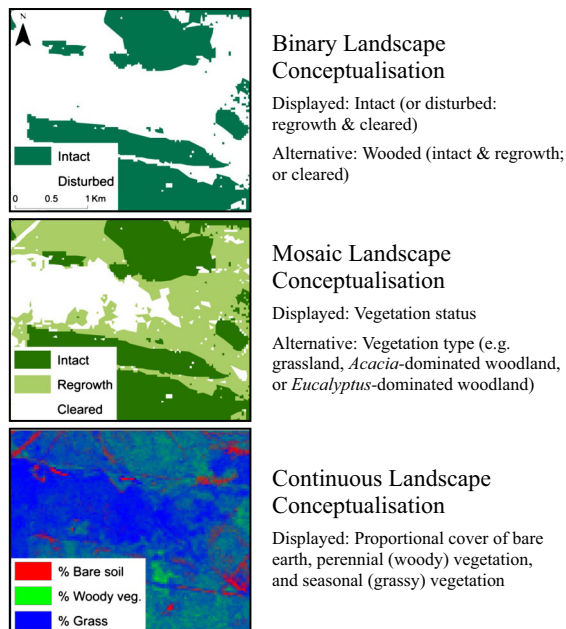 N
Intact
Disturbed
0 0.5 1 Km
Binary Landscape
Conceptualisation
Displayed: Intact (or disturbed:
regrowth & cleared)
Alternative: Wooded (intact & regrowth;
or cleared)
Intact
Regrowth
Cleared
Mosaic Landscape
Conceptualisation
Displayed: Vegetation status
Alternative: Vegetation type (e.g.
grassland, Acacia-dominated woodland,
or Eucalyptus-dominated woodland)
% Bare soil
% Woody veg.
% Grass
Continuous Landscape
Conceptualisation
Displayed: Proportional cover of bare
earth, perennial (woody) vegetation,
and seasonal (grassy) vegetation